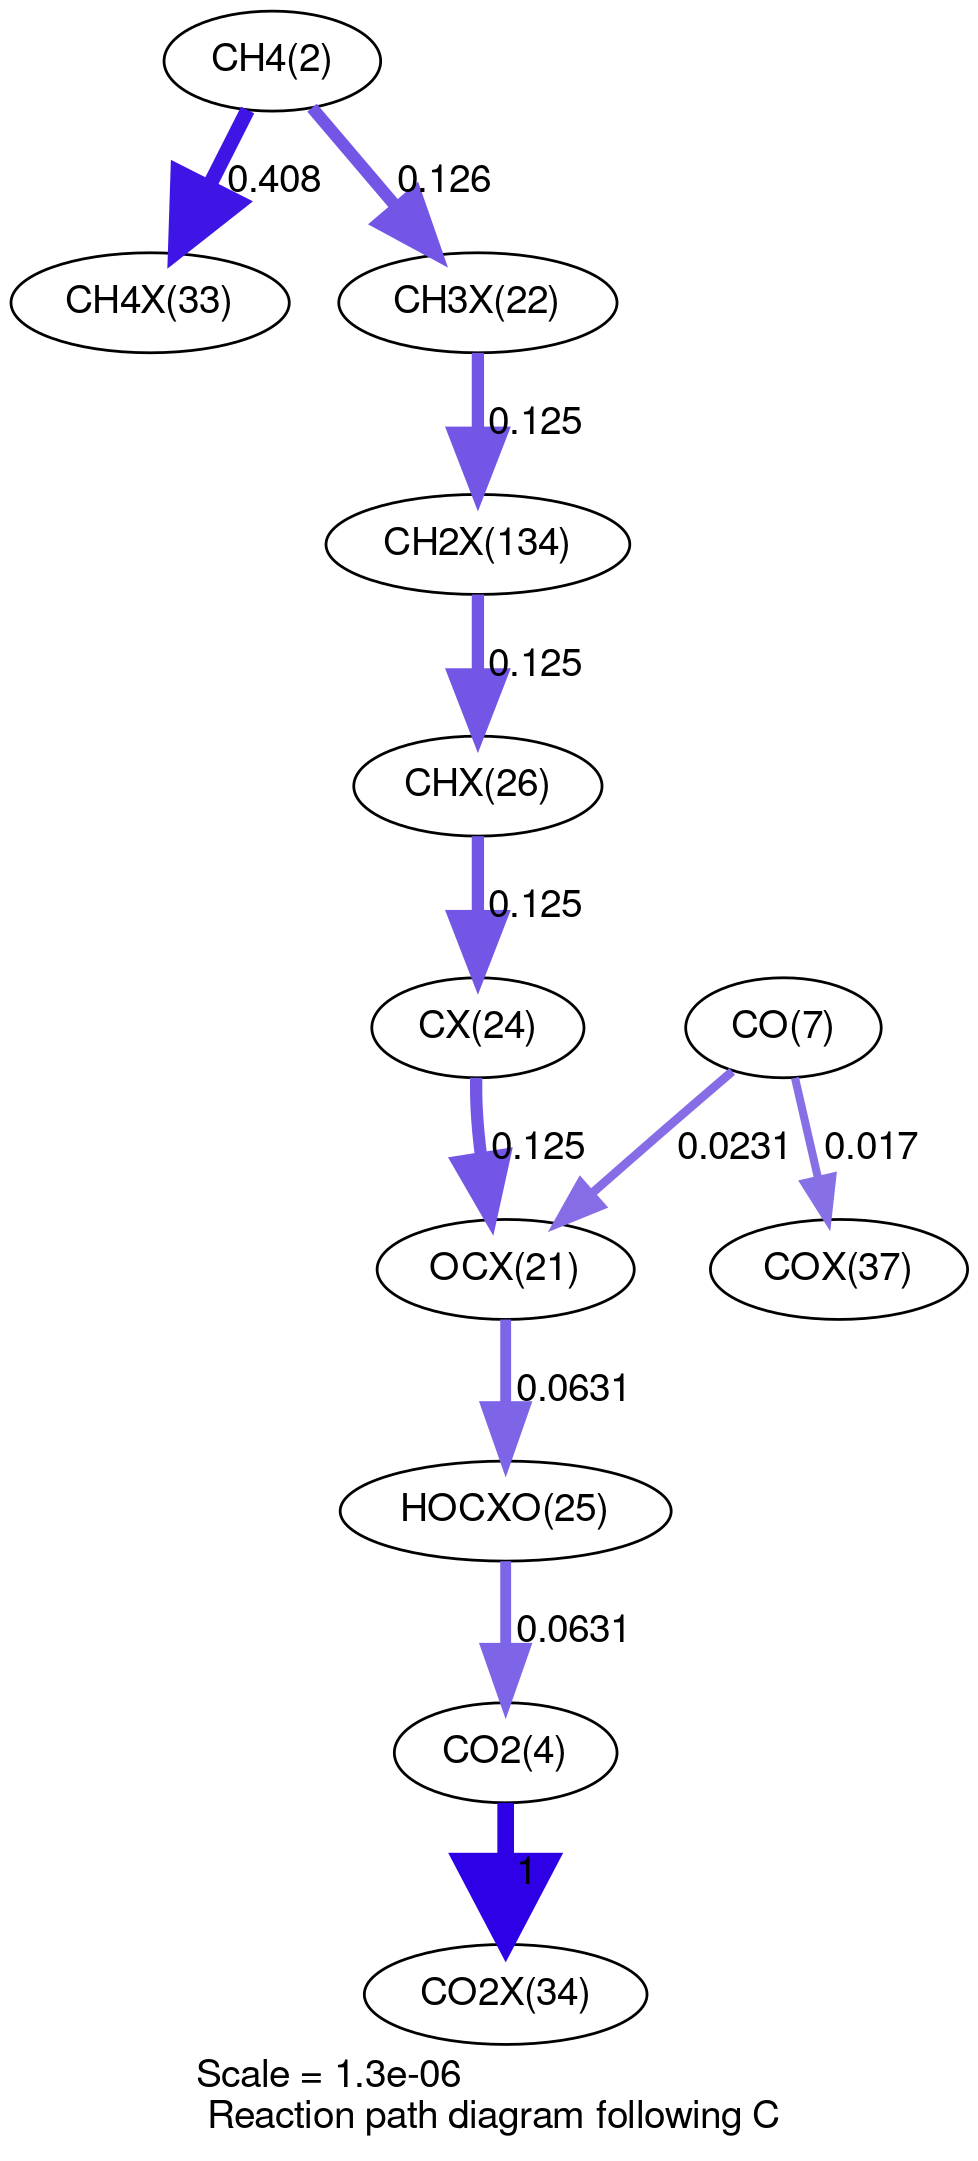 CH4(2)
0.408
0.126
CH4X(33)
CH3X(22)
0.125
CH2X(134)
0.125
CHX(26)
0.125
CX(24)
CO(7)
0.125
0.0231
0.017
OCX(21)
COX(37)
0.0631
HOCXO(25)
0.0631
CO2(4)
1
CO2X(34)
Scale = 1.3e-06
Reaction path diagram following C